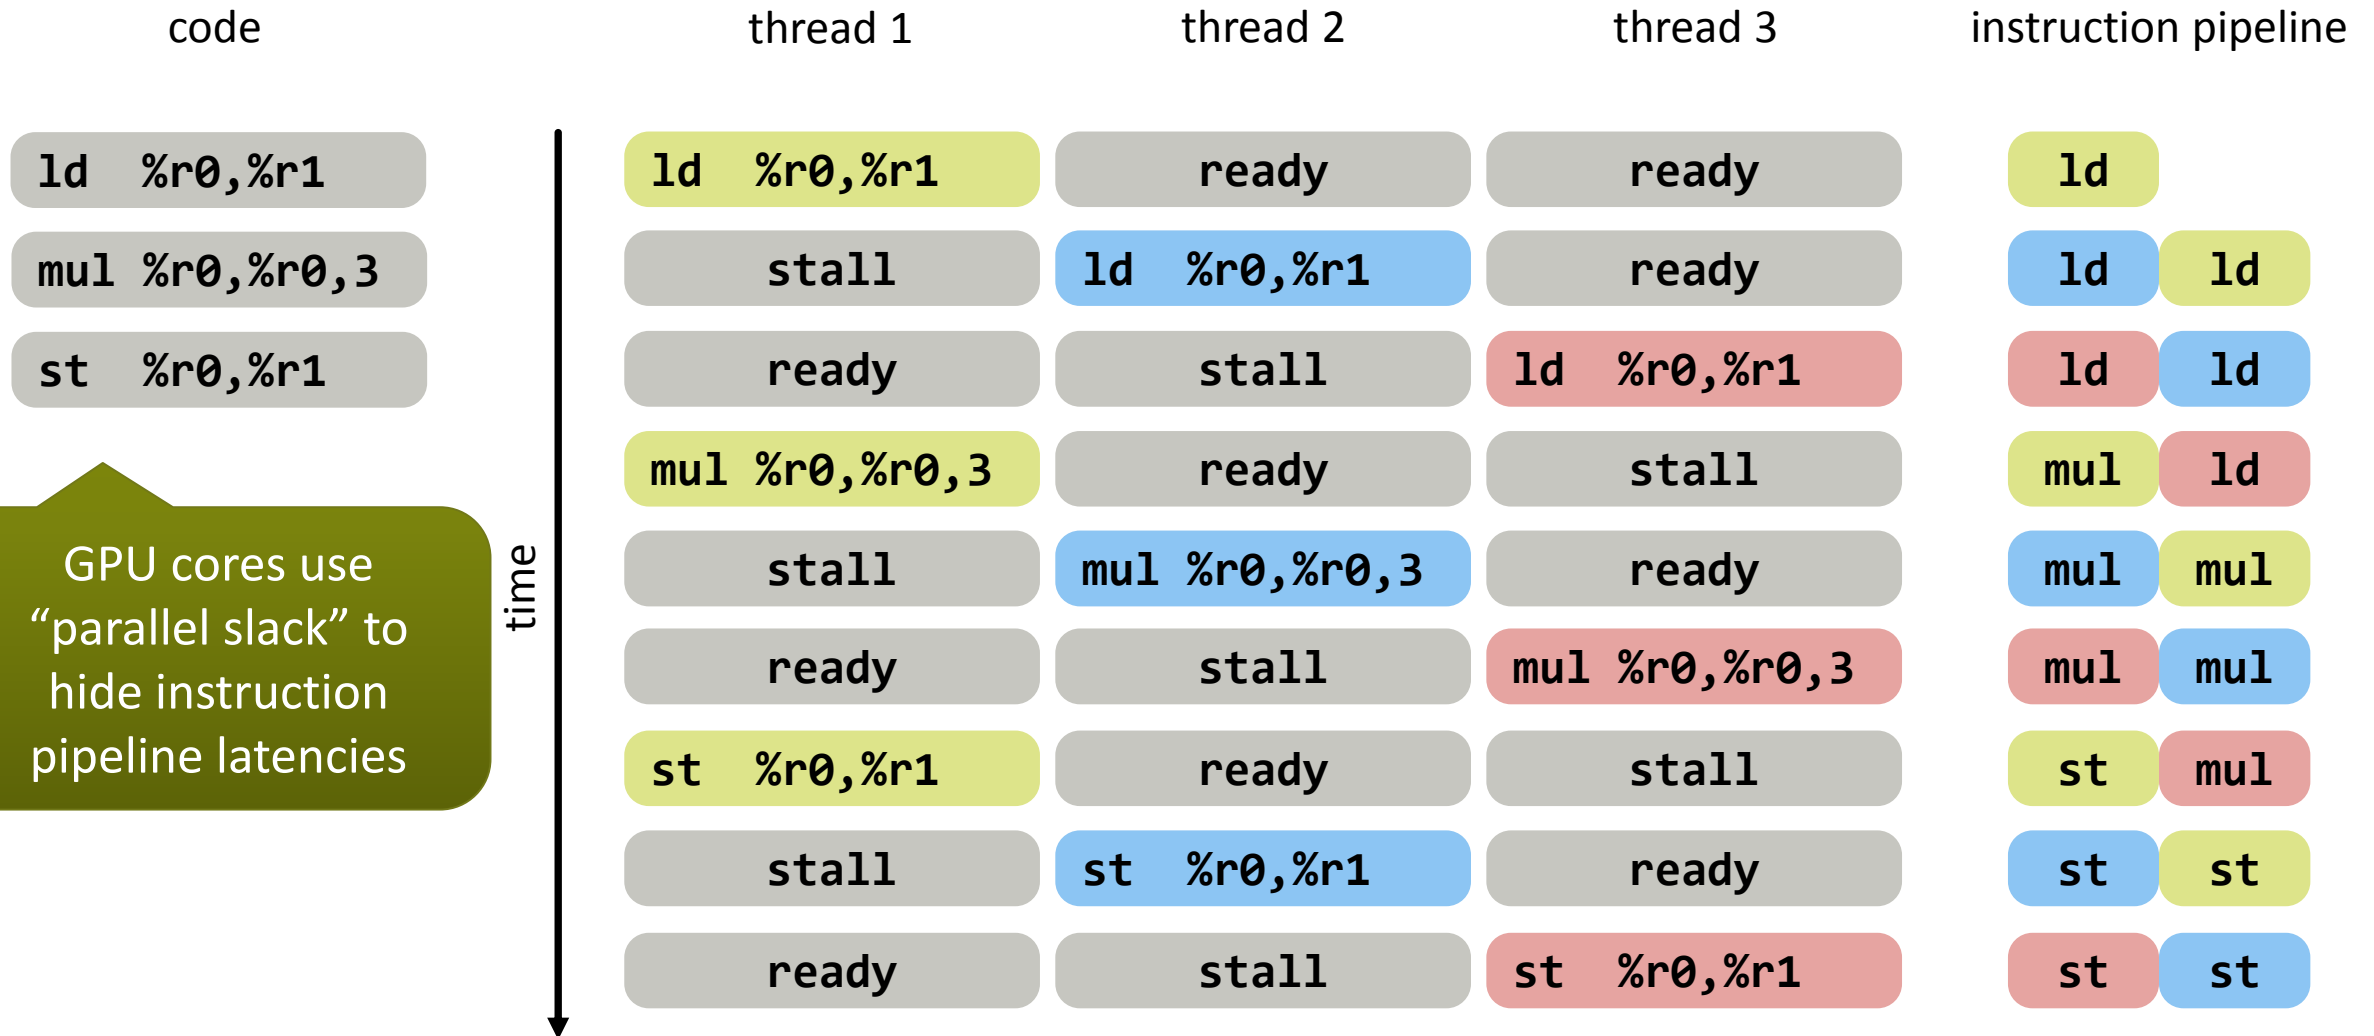 code thread 1 thread 2 thread 3 instruction pipeline
ld %r0,%r1 ld %r0,%r1 ready ready ld
mul %r0,%r0,3 stall ld %r0,%r1 ready ld ld
st %r0,%r1 ready stall ld %r0,%r1 ld ld
mul %r0,%r0,3 ready stall mul ld
stall mul %r0,%r0,3 ready mul mul
ready stall mul %r0,%r0,3 mul mul
st %r0,%r1 ready stall st mul
stall st %r0,%r1 ready st st
ready stall st %r0,%r1 st st
GPU cores use
“parallel slack” to
hide instruction
pipeline latencies
time